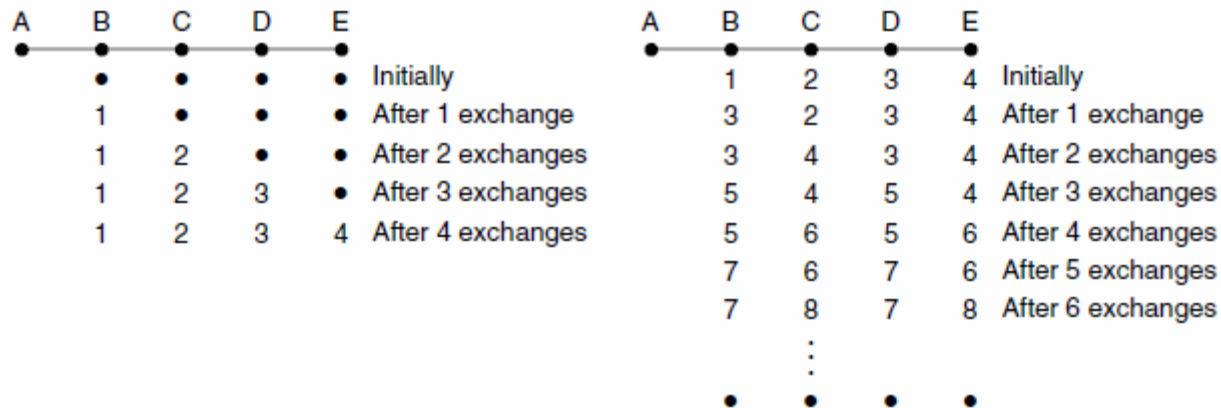 A B C D E
• • • • Initially
1 • • • After 1 exchange
1 2 • • After 2 exchanges
1 2 3 • After 3 exchanges
1 2 3 4 After 4 exchanges
A B C D E
1 2 3 4 Initially
3 2 3 4 After 1 exchange
3 4 3 4 After 2 exchanges
5 4 5 4 After 3 exchanges
5 6 5 6 After 4 exchanges
7 6 7 6 After 5 exchanges
7 8 7 8 After 6 exchanges
⋮
• • • •